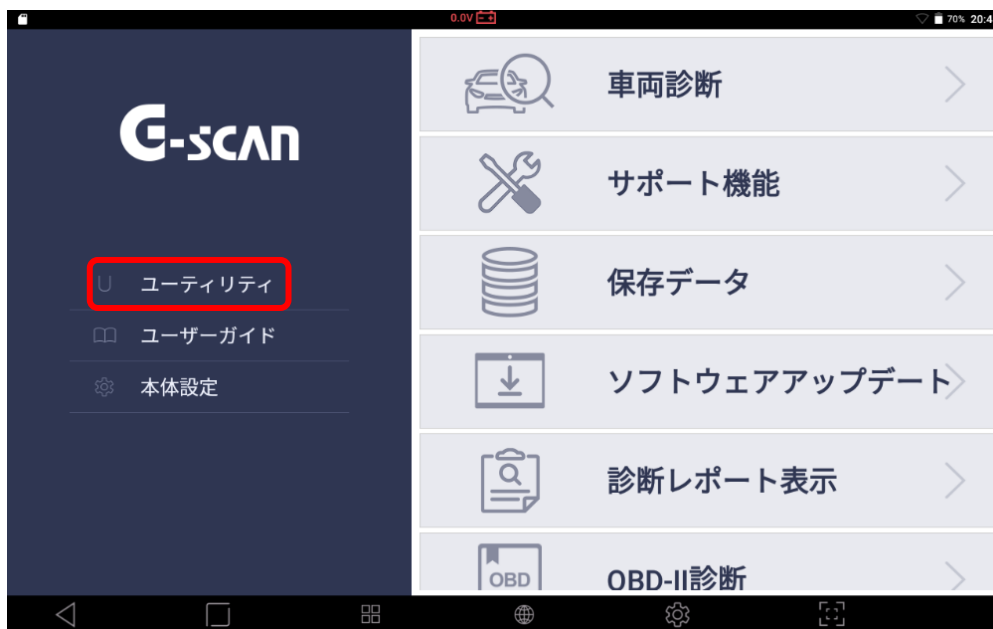 0.0V
70% 20:4
G-scan
ユーティリティ
ユーザーガイド
本体設定
車両診断
サポート機能
保存データ
ソフトウェアアップデート
診断レポート表示
OBD
OBD-II診断